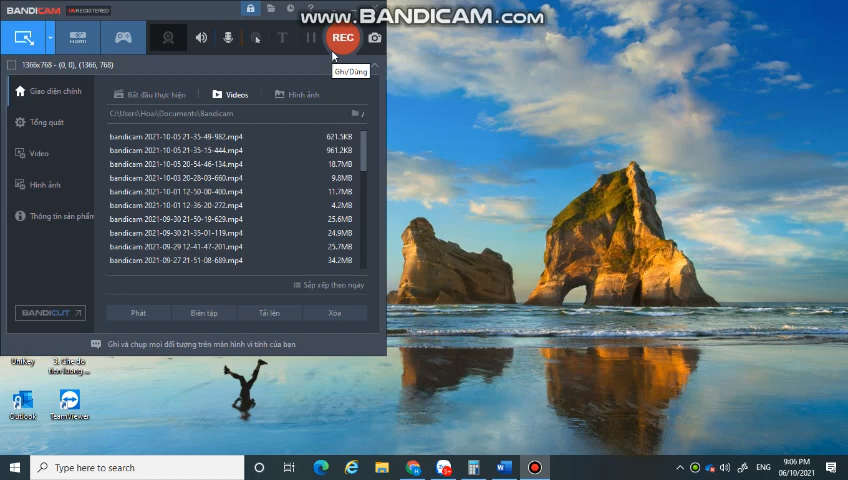 BANDICAM UNREGISTERED
www.BANDICAM.com
HDMI
REC
Ghi/Dừng
1366x768 - (0, 0), (1366, 768)
Giao diện chính
Tổng quát
Video
Hình ảnh
Thông tin sản phẩm
Bắt đầu thực hiện
Videos
Hình ảnh
C:\Users\Hoai\Documents\Bandicam
bandicam 2021-10-05 21-35-49-982.mp4 621.5KB
bandicam 2021-10-05 21-35-15-444.mp4 961.2KB
bandicam 2021-10-05 20-54-46-134.mp4 18.7MB
bandicam 2021-10-03 20-28-03-660.mp4 9.8MB
bandicam 2021-10-01 12-50-00-400.mp4 11.7MB
bandicam 2021-10-01 12-36-20-272.mp4 4.2MB
bandicam 2021-09-30 21-50-19-629.mp4 25.6MB
bandicam 2021-09-30 21-35-01-119.mp4 24.9MB
bandicam 2021-09-29 12-41-47-201.mp4 25.7MB
bandicam 2021-09-27 21-51-08-689.mp4 34.2MB
Sắp xếp theo ngày
BANDICUT
Phát
Biên tập
Tải lên
Xóa
Ghi và chụp mọi đối tượng trên màn hình vi tính của bạn
UniKey
3. Che do
tien luong ...
Outlook
TeamViewer
Type here to search
ENG
9:06 PM
06/10/2021